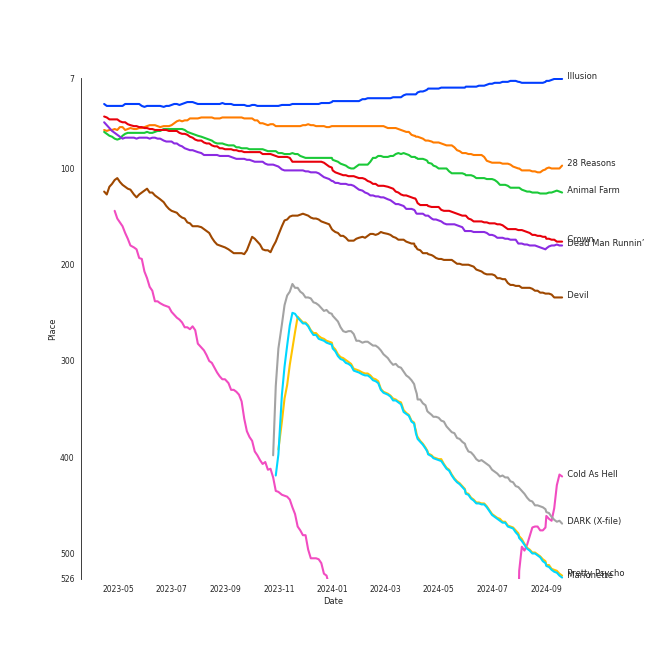 7
100
200
300
400
500
526
Place
2023-05
2023-07
2023-09
2023-11
2024-01
2024-03
2024-05
2024-07
2024-09
Date
Illusion
28 Reasons
Animal Farm
Crown
Dead Man Runnin'
Devil
Cold As Hell
DARK (X-file)
Pretty Psycho
Marionette